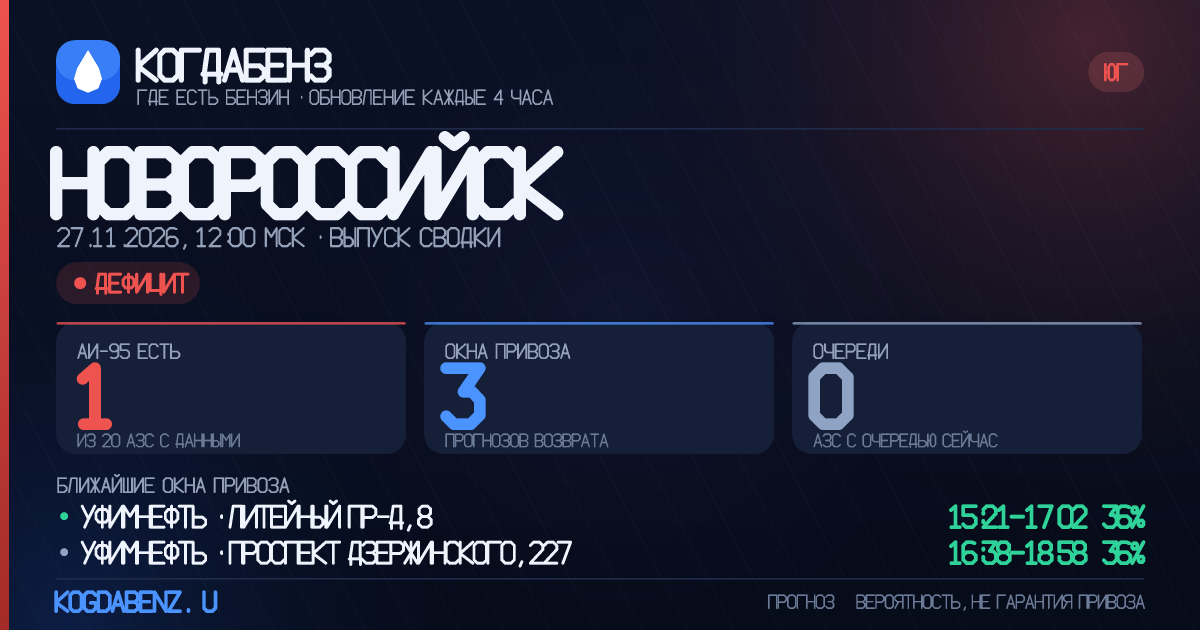 КОГДАБЕНЗ
ГДЕ ЕСТЬ БЕНЗИН · ОБНОВЛЕНИЕ КАЖДЫЕ 4 ЧАСА
ЮГ
НОВОРОССИЙСК
27.11 2026, 12:00 МСК · ВЫПУСК СВОДКИ
ДЕФИЦИТ
АИ-95 ЕСТЬ
1
ИЗ 20 АЗС С ДАННЫМИ
ОКНА ПРИВОЗА
3
ПРОГНОЗОВ ВОЗВРАТА
ОЧЕРЕДИ
0
АЗС С ОЧЕРЕДЬЮ СЕЙЧАС
БЛИЖАЙШИЕ ОКНА ПРИВОЗА
• УФИМНЕФТЬ · ЛИТЕЙНЫЙ ПР-Д, 8 15:21-17 02 36%
• УФИМНЕФТЬ · ПРОСПЕКТ ДЗЕРЖИНСКОГО, 227 16:38-18 58 36%
KOGDABENZ. U
ПРОГНОЗ ВЕРОЯТНОСТЬ, НЕ ГАРАНТИЯ ПРИВОЗА